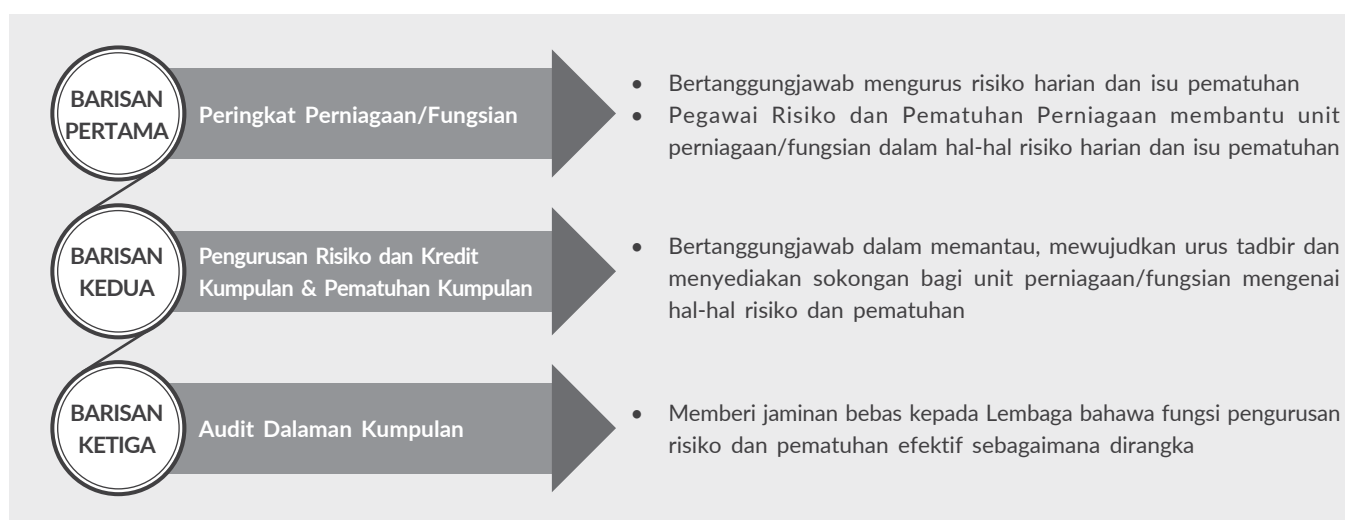 BARISAN
PERTAMA
Peringkat Perniagaan/Fungsian
• Bertanggungjawab mengurus risiko harian dan isu pematuhan
• Pegawai Risiko dan Pematuhan Perniagaan membantu unit
perniagaan/fungsian dalam hal-hal risiko harian dan isu pematuhan
BARISAN
KEDUA
Pengurusan Risiko dan Kredit
Kumpulan & Pematuhan Kumpulan
• Bertanggungjawab dalam memantau, mewujudkan urus tadbir dan
menyediakan sokongan bagi unit perniagaan/fungsian mengenai
hal-hal risiko dan pematuhan
BARISAN
KETIGA
Audit Dalaman Kumpulan
• Memberi jaminan bebas kepada Lembaga bahawa fungsi pengurusan
risiko dan pematuhan efektif sebagaimana dirangka